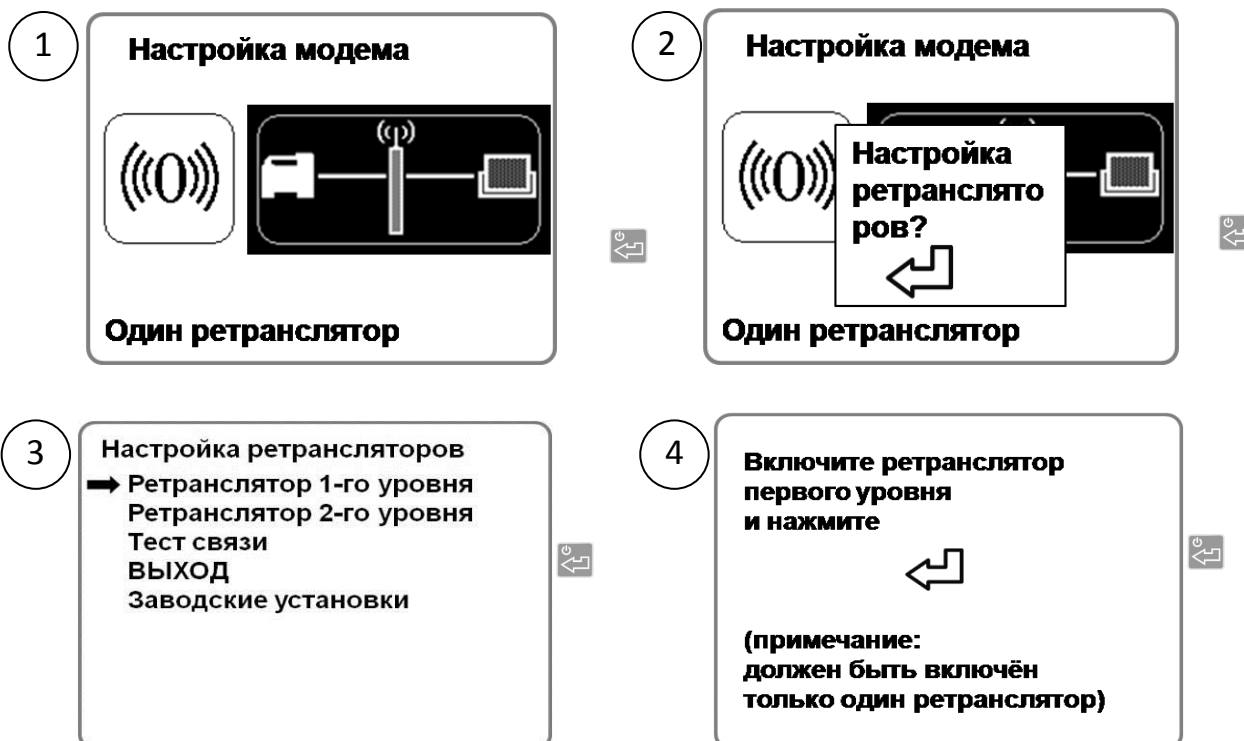 1
Настройка модема
Один ретранслятор
2
Настройка модема
Настройка
ретранслято
ров?
Один ретранслятор
3
Настройка ретрансляторов
Ретранслятор 1-го уровня
Ретранслятор 2-го уровня
Тест связи
ВЫХОД
Заводские установки
4
Включите ретранслятор
первого уровня
и нажмите
(примечание:
должен быть включён
только один ретранслятор)